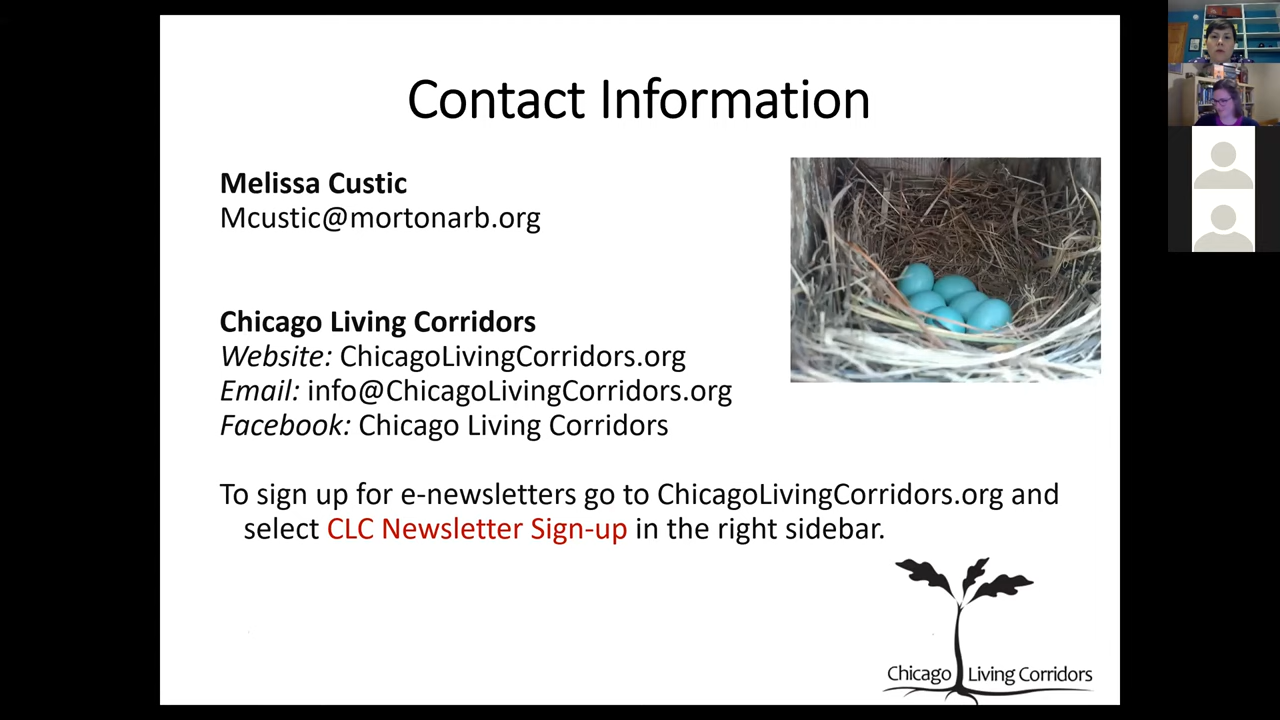 Contact Information
Melissa Custic
Mcustic@mortonarb.org
Chicago Living Corridors
Website: ChicagoLivingCorridors.org
Email: info@ChicagoLivingCorridors.org
Facebook: Chicago Living Corridors
To sign up for e-newsletters go to ChicagoLivingCorridors.org and
select CLC Newsletter Sign-up in the right sidebar.
Chicago Living Corridors